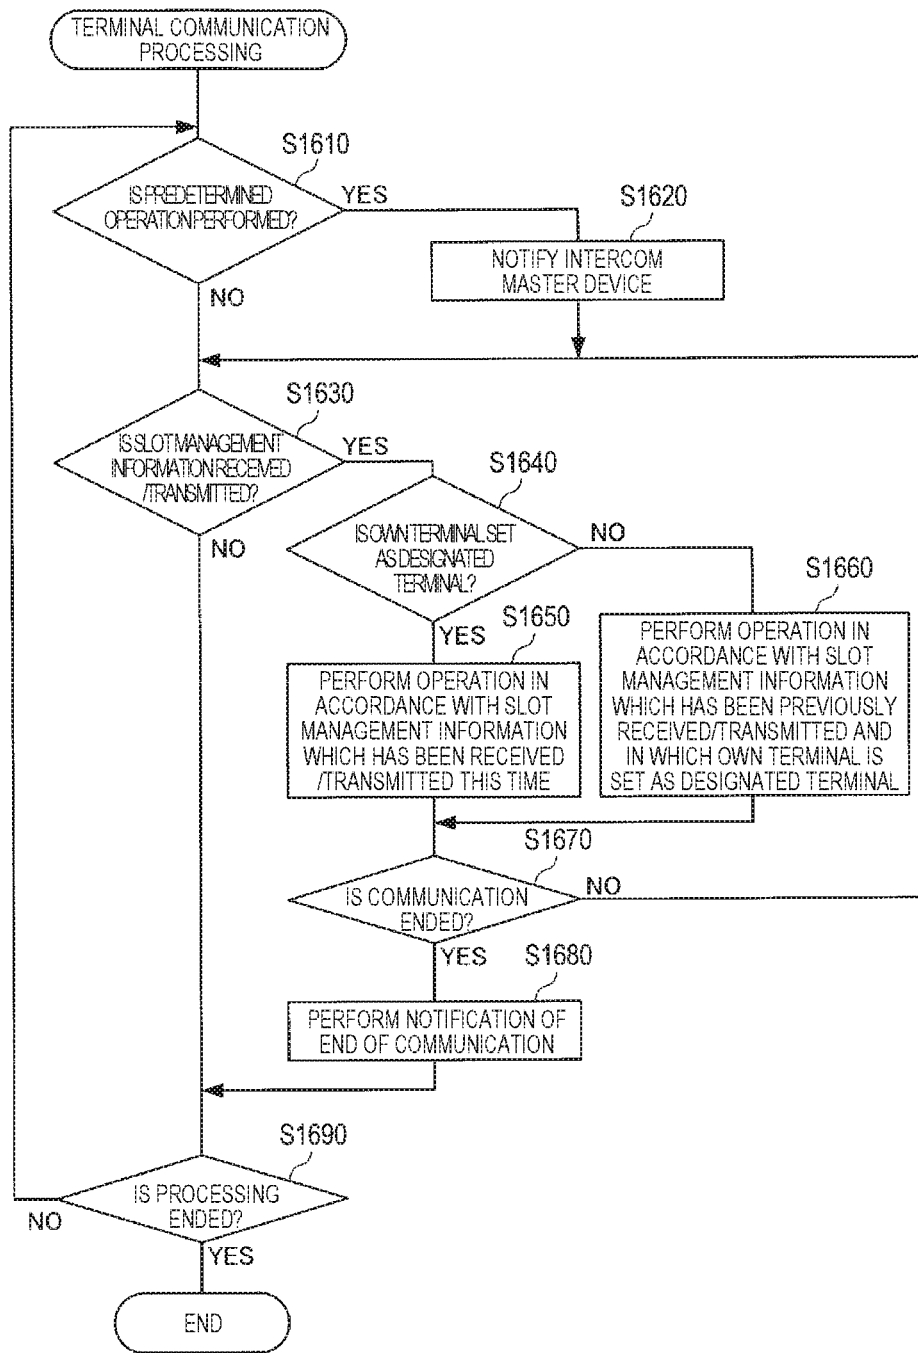 TERMINAL COMMUNICATION
PROCESSING
S1610
IS PREDETERMINED
OPERATION PERFORMED?
YES
NO
S1620
NOTIFY INTERCOM
MASTER DEVICE
S1630
IS SLOT MANAGEMENT
INFORMATION RECEIVED
/TRANSMITTED?
YES
NO
S1640
IS OWN TERMINAL SET
AS DESIGNATED
TERMINAL?
NO
YES
S1650
PERFORM OPERATION IN
ACCORDANCE WITH SLOT
MANAGEMENT INFORMATION
WHICH HAS BEEN RECEIVED
/TRANSMITTED THIS TIME
S1660
PERFORM OPERATION IN
ACCORDANCE WITH SLOT
MANAGEMENT INFORMATION
WHICH HAS BEEN PREVIOUSLY
RECEIVED/TRANSMITTED AND
IN WHICH OWN TERMINAL IS
SET AS DESIGNATED TERMINAL
S1670
IS COMMUNICATION
ENDED?
NO
YES
S1680
PERFORM NOTIFICATION OF
END OF COMMUNICATION
S1690
IS PROCESSING
ENDED?
NO
YES
END